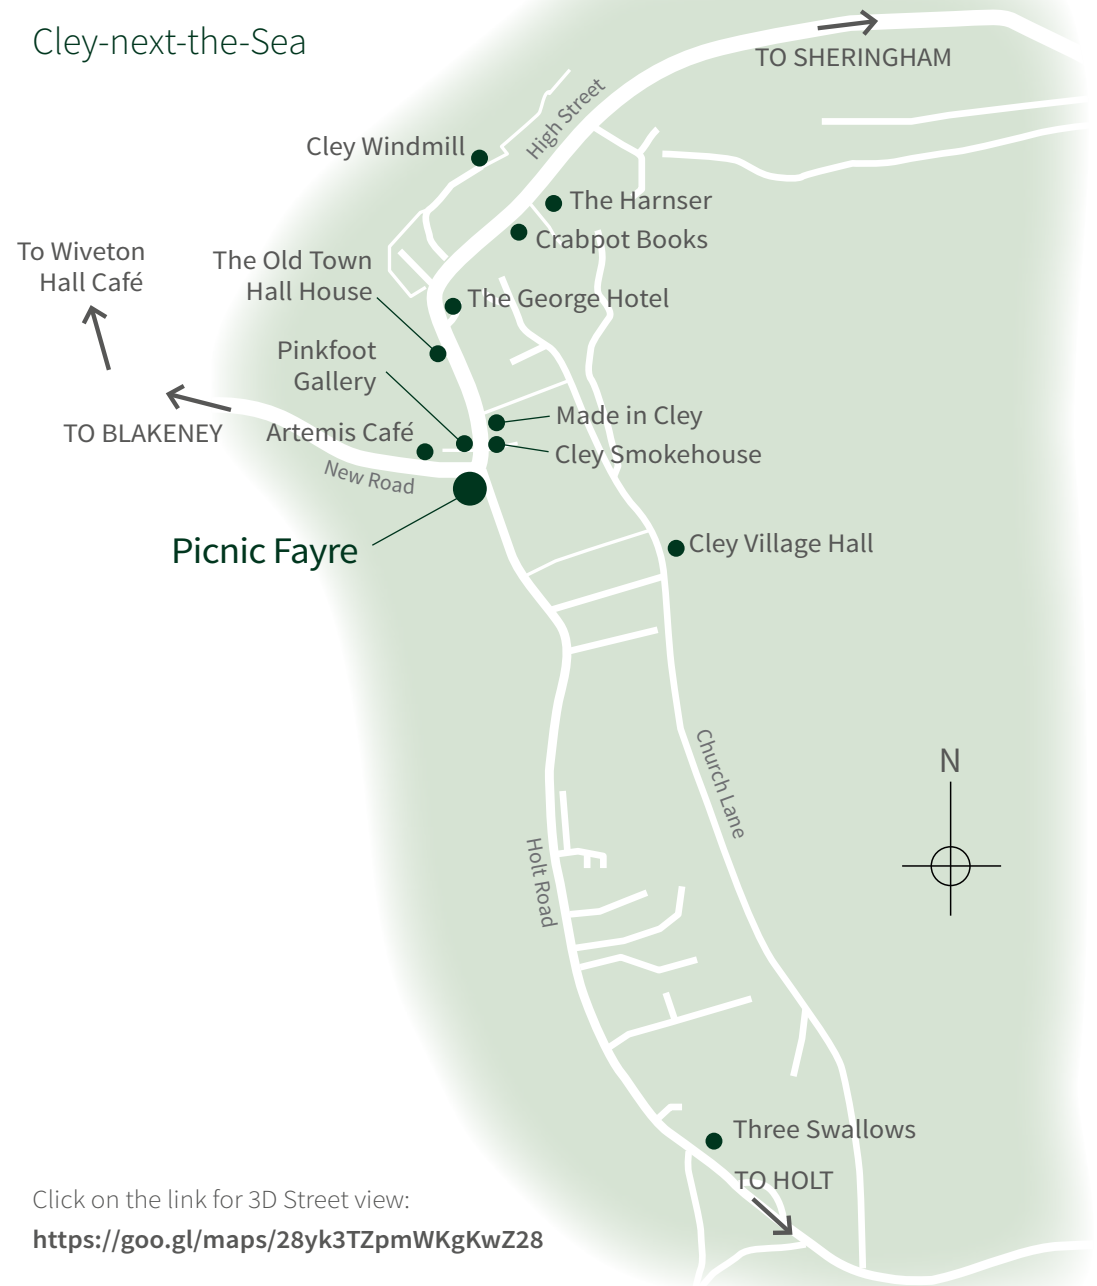 Cley-next-the-Sea
TO SHERINGHAM
High Street
Cley Windmill
The Harnser
Crabpot Books
To Wiveton
Hall Café
The Old Town
Hall House
The George Hotel
Pinkfoot
Gallery
Made in Cley
TO BLAKENEY
Artemis Café
Cley Smokehouse
New Road
Picnic Fayre
Cley Village Hall
Church Lane
N
Holt Road
Three Swallows
TO HOLT
Click on the link for 3D Street view:
https://goo.gl/maps/28yk3TZpmWKgKwZ28